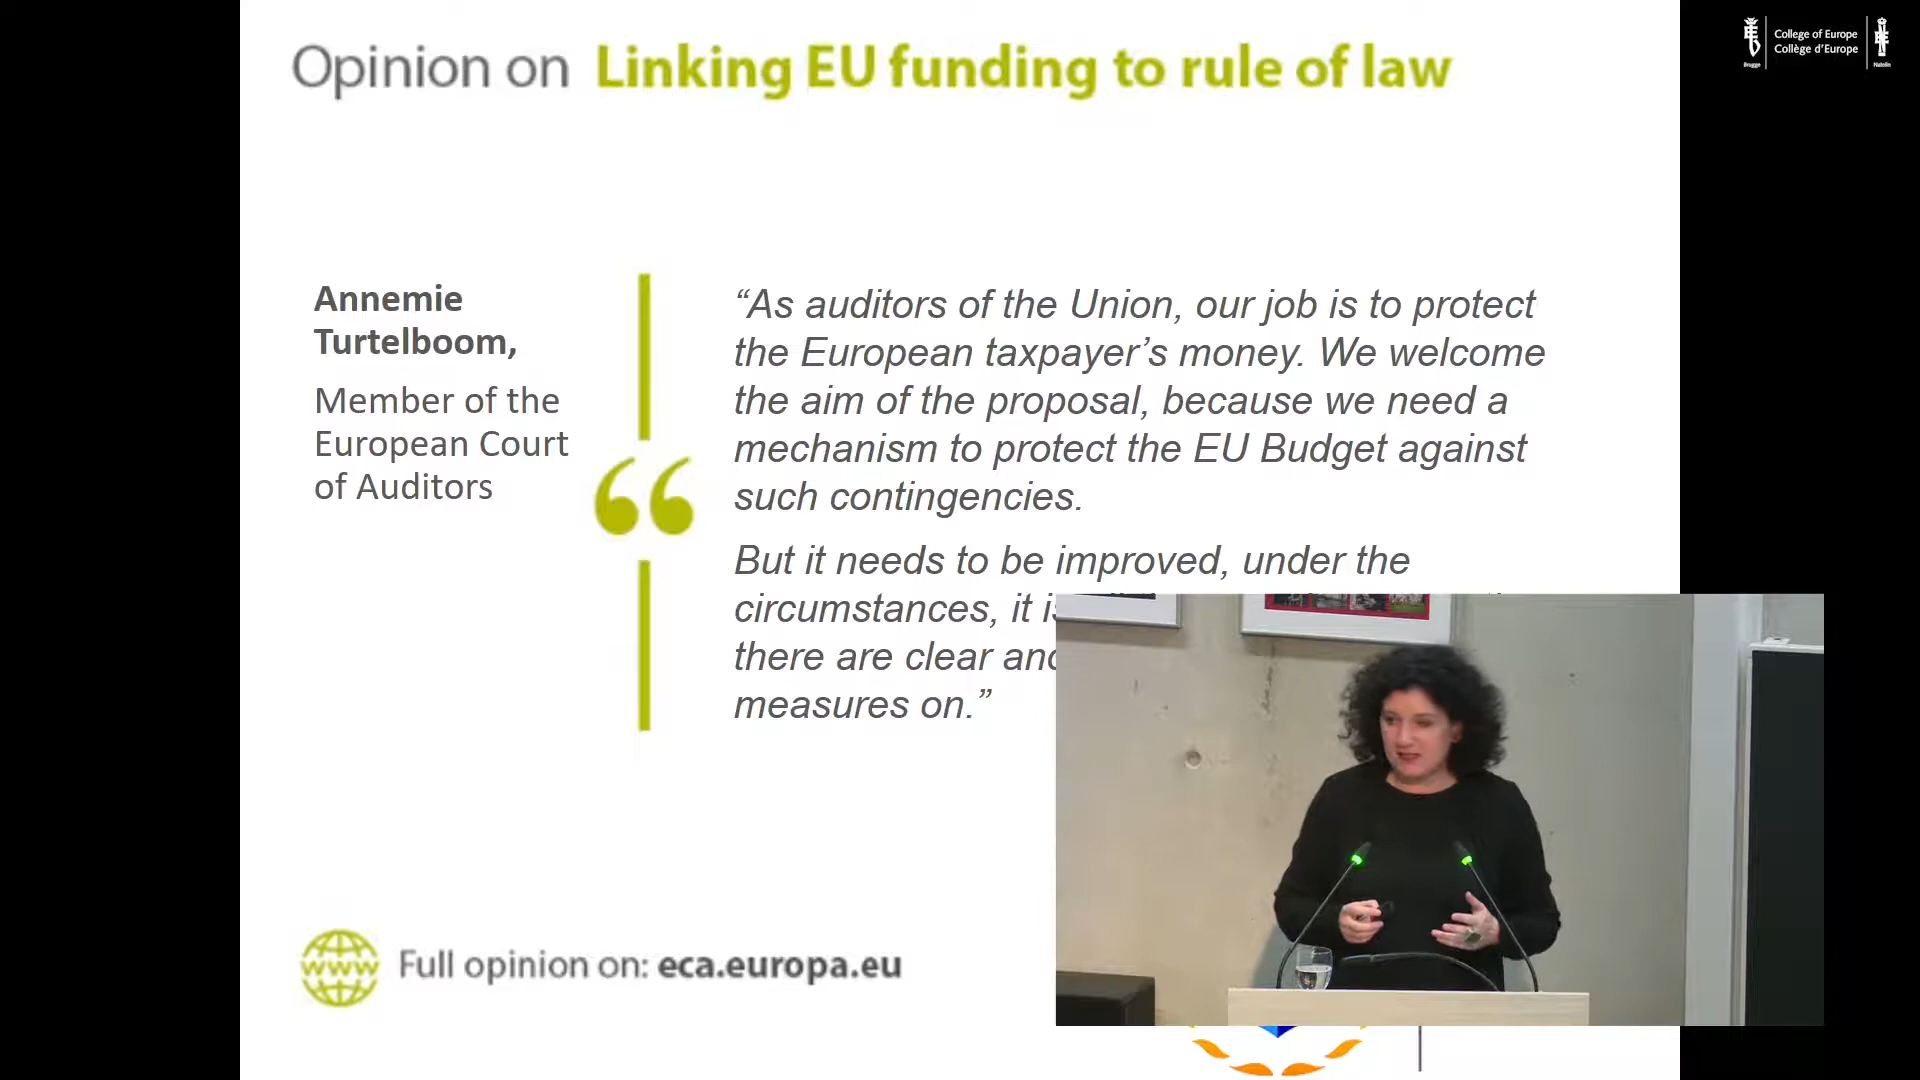 Opinion on Linking EU funding to rule of law
College of Europe
Collège d'Europe
Brugge
Natolin
Annemie
Turtelboom,
Member of the
European Court
of Auditors
“As auditors of the Union, our job is to protect
the European taxpayer’s money. We welcome
the aim of the proposal, because we need a
mechanism to protect the EU Budget against
such contingencies.
But it needs to be improved, under the
circumstances, it
there are clear
measures on.”
www
Full opinion on: eca.europa.eu